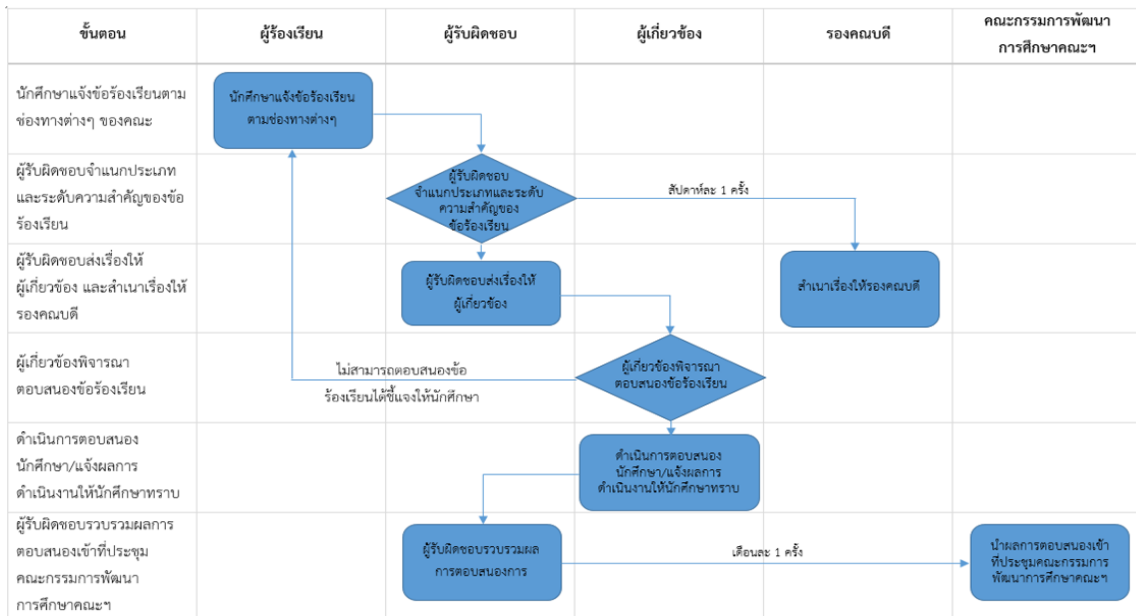 ขั้นตอน
ผู้ร้องเรียน
ผู้รับผิดชอบ
ผู้เกี่ยวข้อง
รองคณบดี
คณะกรรมการพัฒนา
การศึกษาคณะฯ
นักศึกษาแจ้งข้อร้องเรียนตาม
ช่องทางต่างๆ ของคณะ
นักศึกษาแจ้งข้อร้องเรียน
ตามช่องทางต่างๆ
ผู้รับผิดชอบจำแนกประเภท
และระดับความสำคัญของข้อ
ร้องเรียน
ผู้รับผิดชอบ
จำแนกประเภทและระดับ
ความสำคัญของ
ข้อร้องเรียน
สัปดาห์ละ 1 ครั้ง
ผู้รับผิดชอบส่งเรื่องให้
ผู้เกี่ยวข้อง และสำเนาเรื่องให้
รองคณบดี
ผู้รับผิดชอบส่งเรื่องให้
ผู้เกี่ยวข้อง
สำเนาเรื่องให้รองคณบดี
ผู้เกี่ยวข้องพิจารณา
ตอบสนองข้อร้องเรียน
ไม่สามารถตอบสนองข้อ
ร้องเรียนได้ชี้แจงให้นักศึกษา
ผู้เกี่ยวข้องพิจารณา
ตอบสนองข้อร้องเรียน
ดำเนินการตอบสนอง
นักศึกษา/แจ้งผลการ
ดำเนินงานให้นักศึกษาทราบ
ดำเนินการตอบสนอง
นักศึกษา/แจ้งผลการ
ดำเนินงานให้นักศึกษาทราบ
ผู้รับผิดชอบรวบรวมผลการ
ตอบสนองเข้าที่ประชุม
คณะกรรมการพัฒนา
การศึกษาคณะฯ
ผู้รับผิดชอบรวบรวมผล
การตอบสนองการ
เดือนละ 1 ครั้ง
นำผลการตอบสนองเข้า
ที่ประชุมคณะกรรมการ
พัฒนาการศึกษาคณะฯ